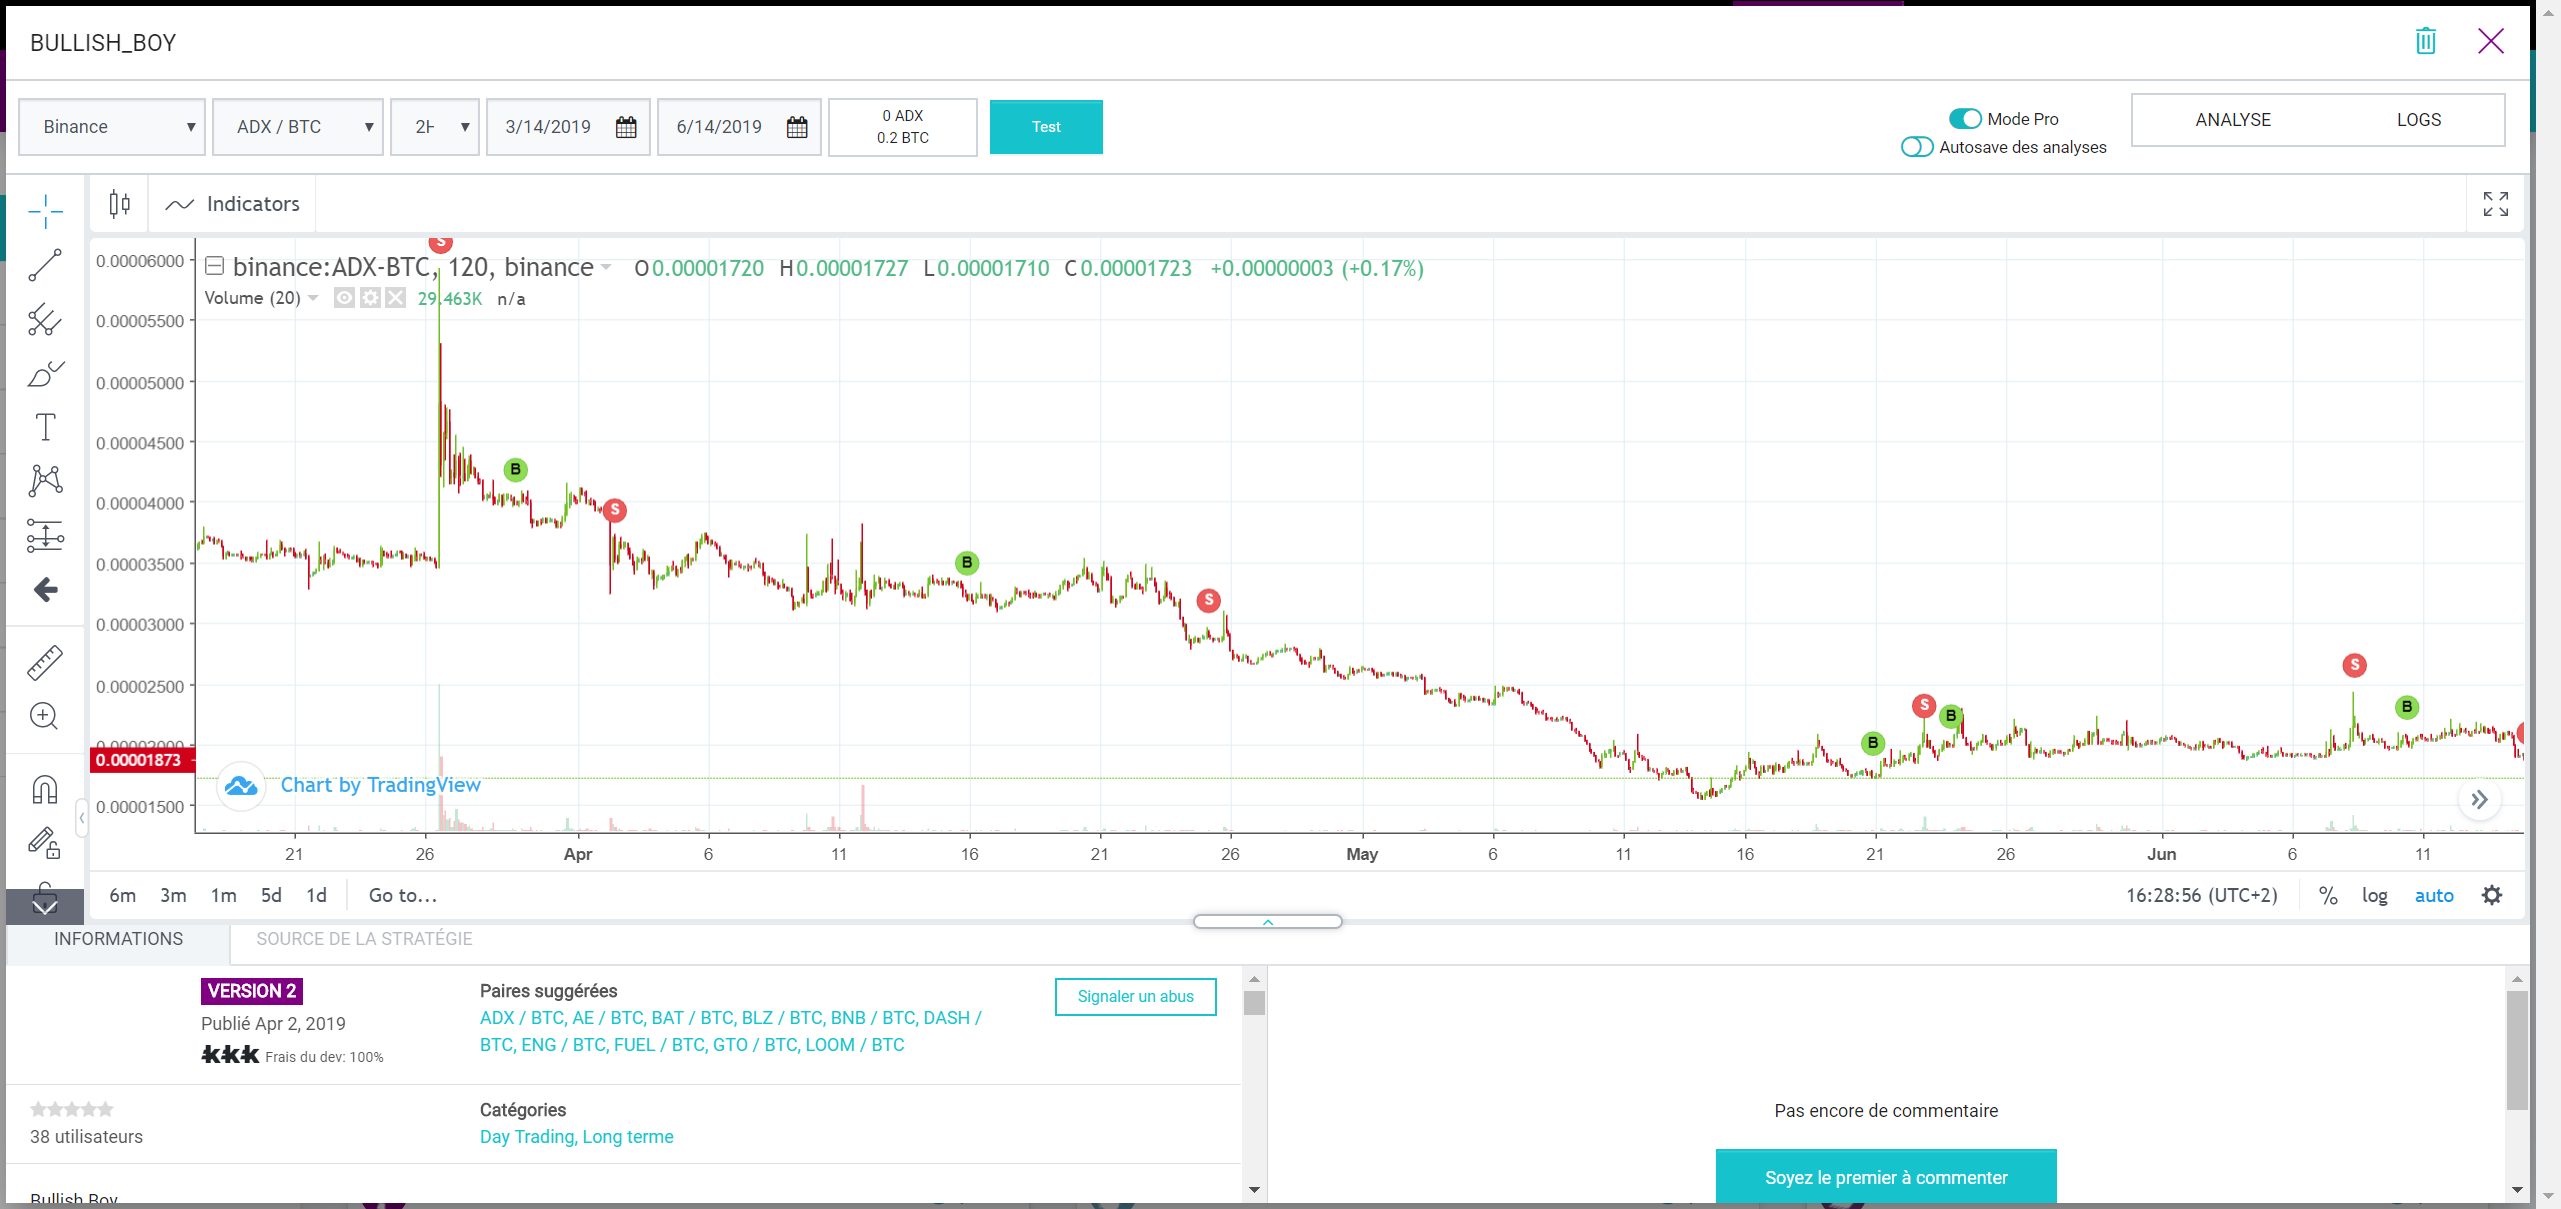 BULLISH_BOY
Binance
ADX / BTC
3/14/2019
6/14/2019
0 ADX
0.2 BTC
Test
Mode Pro
Autosave des analyses
ANALYSE
LOGS
Indicators
binance:ADX-BTC, 120, binance O0.00001720 H0.00001727 L0.00001710 C0.00001723 +0.00000003 (+0.17%)
Volume (20) 29.463K n/a
0.00006000
0.00005500
0.00005000
0.00004500
0.00004000
0.00003500
0.00003000
0.00002500
0.00002000
0.00001873
0.00001500
S
B
S
B
S
B
S
B
S
B
Chart by TradingView
21 26 Apr 6 11 16 21 26 May 6 11 16 21 26 Jun 6 11
6m 3m 1m 5d 1d Go to...
16:28:56 (UTC+2) % log auto
INFORMATIONS
SOURCE DE LA STRATÉGIE
VERSION 2
Publié Apr 2, 2019
Frais du dev: 100%
Paires suggérées
ADX / BTC, AE / BTC, BAT / BTC, BLZ / BTC, BNB / BTC, DASH /
BTC, ENG / BTC, FUEL / BTC, GTO / BTC, LOOM / BTC
Signaler un abus
38 utilisateurs
Catégories
Day Trading, Long terme
Bullish Boy
Pas encore de commentaire
Soyez le premier à commenter